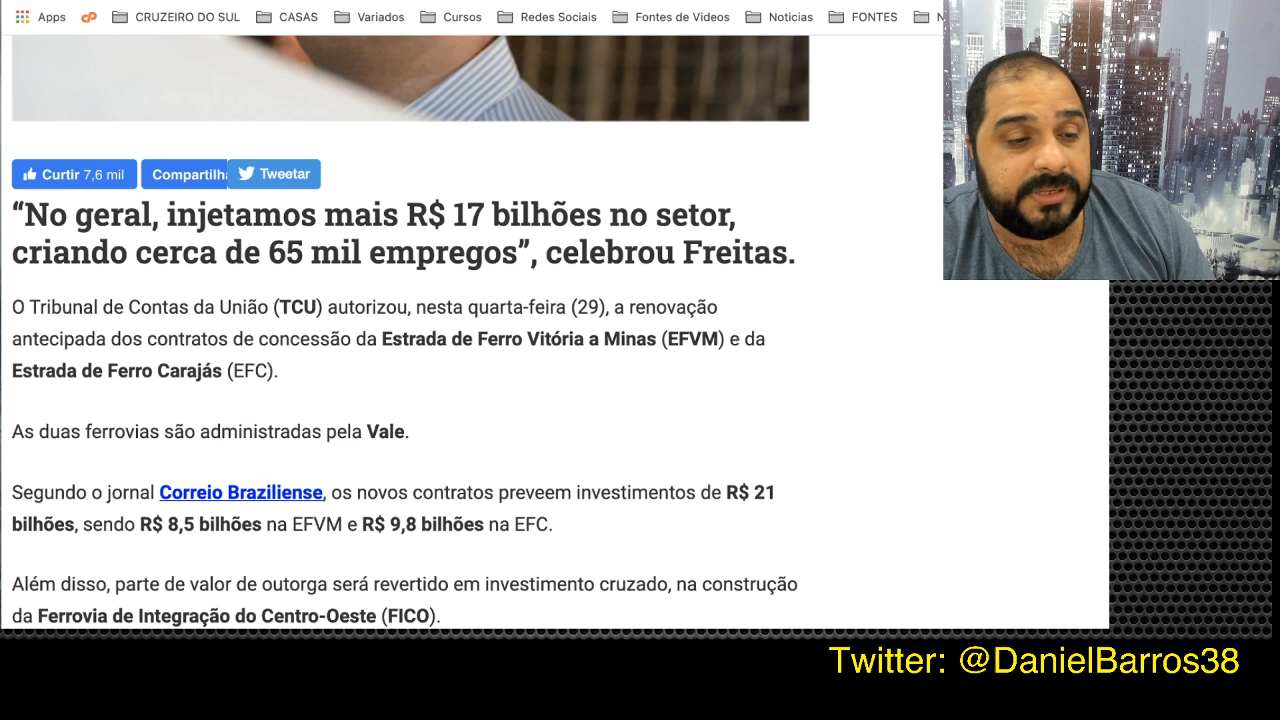 Apps CRUZEIRO DO SUL CASAS Variados Cursos Redes Sociais Fontes de Videos Noticias FONTES N
Curtir 7,6 mil Compartilh Tweetar
“No geral, injetamos mais R$ 17 bilhões no setor,
criando cerca de 65 mil empregos”, celebrou Freitas.
O Tribunal de Contas da União (TCU) autorizou, nesta quarta-feira (29), a renovação
antecipada dos contratos de concessão da Estrada de Ferro Vitória a Minas (EFVM) e da
Estrada de Ferro Carajás (EFC).
As duas ferrovias são administradas pela Vale.
Segundo o jornal Correio Braziliense, os novos contratos preveem investimentos de R$ 21
bilhões, sendo R$ 8,5 bilhões na EFVM e R$ 9,8 bilhões na EFC.
Além disso, parte de valor de outorga será revertido em investimento cruzado, na construção
da Ferrovia de Integração do Centro-Oeste (FICO).
Twitter: @DanielBarros38